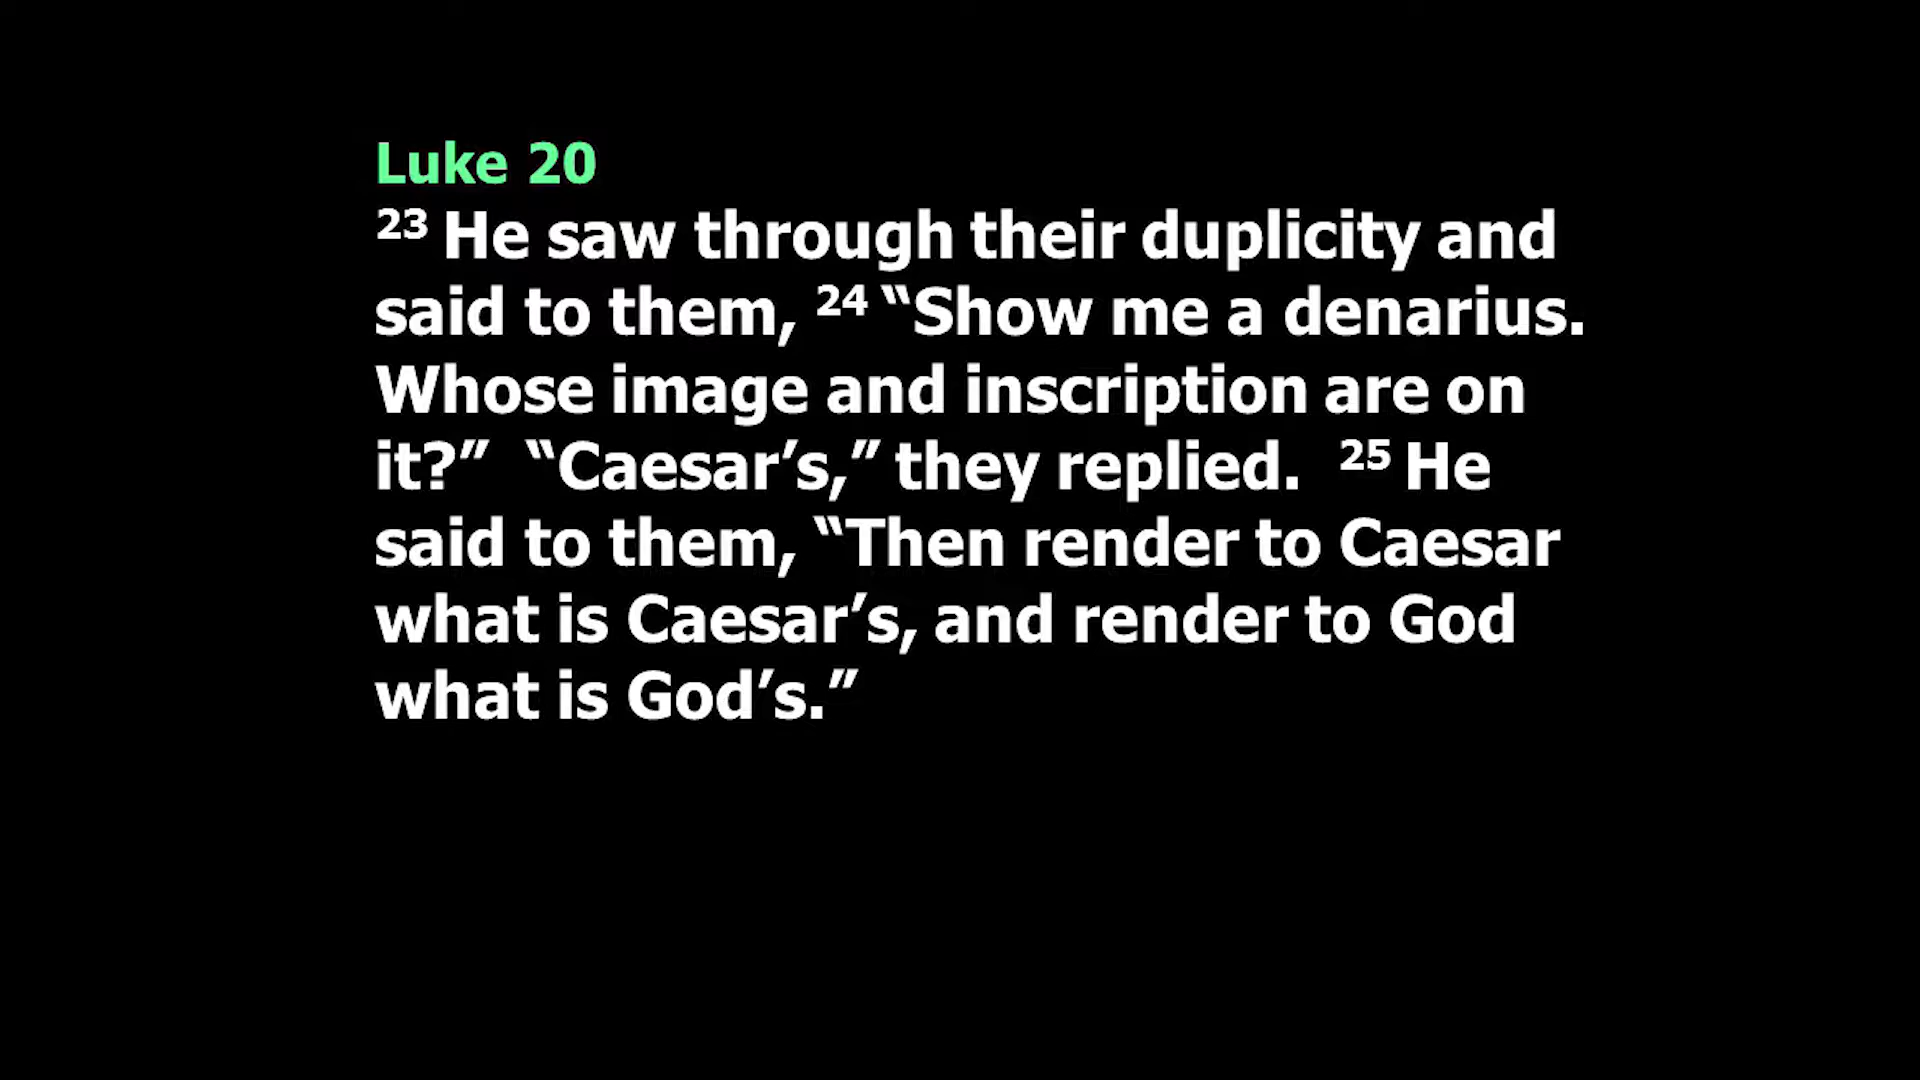 Luke 20
23 He saw through their duplicity and
said to them, 24 “Show me a denarius.
Whose image and inscription are on
it?”  “Caesar’s,” they replied.  25 He
said to them, “Then render to Caesar
what is Caesar’s, and render to God
what is God’s.”